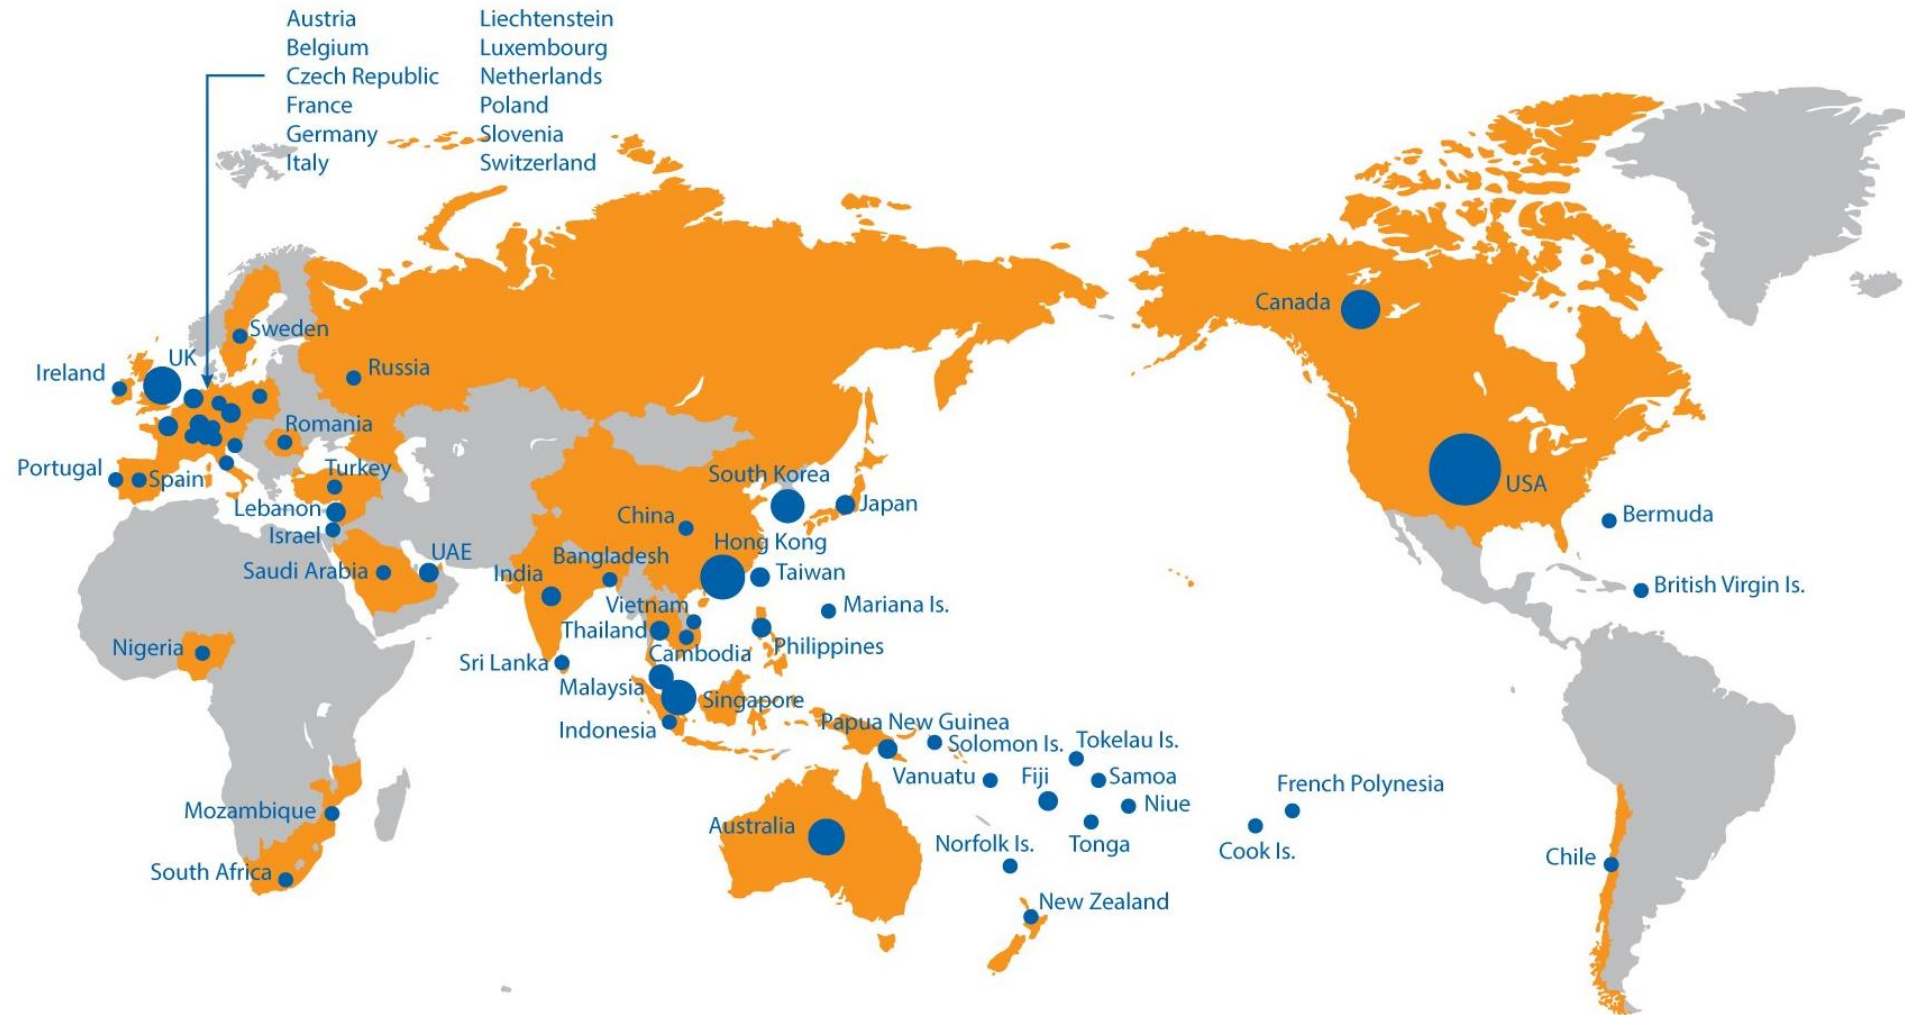 Austria
Belgium
Czech Republic
France
Germany
Italy
Liechtenstein
Luxembourg
Netherlands
Poland
Slovenia
Switzerland
Sweden
UK
Ireland
Russia
Romania
Portugal
Spain
Turkey
Lebanon
Israel
Saudi Arabia
UAE
Nigeria
Mozambique
South Africa
South Korea
Japan
China
Hong Kong
Bangladesh
India
Taiwan
Vietnam
Mariana Is.
Thailand
Cambodia
Philippines
Sri Lanka
Malaysia
Singapore
Indonesia
Papua New Guinea
Solomon Is.
Tokelau Is.
Vanuatu
Fiji
Samoa
Niue
French Polynesia
Australia
Norfolk Is.
Tonga
Cook Is.
New Zealand
Canada
USA
Bermuda
British Virgin Is.
Chile